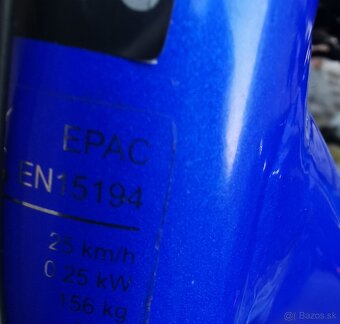 EPAC
EN15194
25 km/h
0.25 kW
156 kg
Bazos.sk